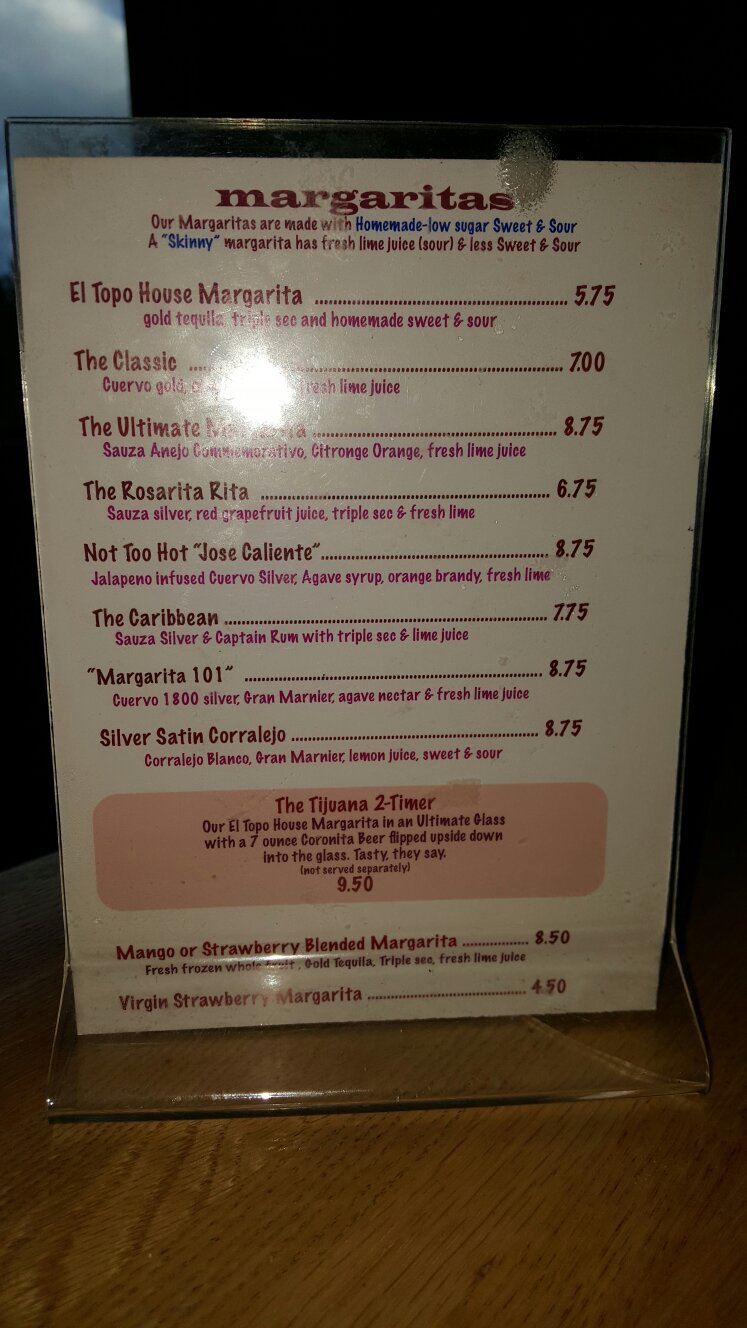 margaritas
Our Margaritas are made with Homemade-low sugar Sweet & Sour
A "Skinny" margarita has fresh lime juice (sour) & less Sweet & Sour
El Topo House Margarita ........ 5.75
gold tequila, triple sec and homemade sweet & sour
The Classic ........ 7.00
Cuervo gold, fresh lime juice
The Ultimate Margarita ........ 8.75
Sauza Anejo Commemorativo, Citronge Orange, fresh lime juice
The Rosarita Rita ........ 6.75
Sauza silver, red grapefruit juice, triple sec & fresh lime
Not Too Hot "Jose Caliente" ........ 8.75
Jalapeno infused Cuervo Silver, Agave syrup, orange brandy, fresh lime
The Caribbean ........ 7.75
Sauza Silver & Captain Rum with triple sec & lime juice
"Margarita 101" ........ 8.75
Cuervo 1800 silver, Gran Marnier, agave nectar & fresh lime juice
Silver Satin Corralejo ........ 8.75
Corralejo Blanco, Gran Marnier, lemon juice, sweet & sour
The Tijuana 2-Timer
Our El Topo House Margarita in an Ultimate Glass
with a 7 ounce Coronita Beer flipped upside down
into the glass. Tasty, they say.
(not served separately)
9.50
Mango or Strawberry Blended Margarita ........ 8.50
Fresh frozen whole fruit , Gold Tequila, Triple sec, fresh lime juice
Virgin Strawberry Margarita ........ 4.50